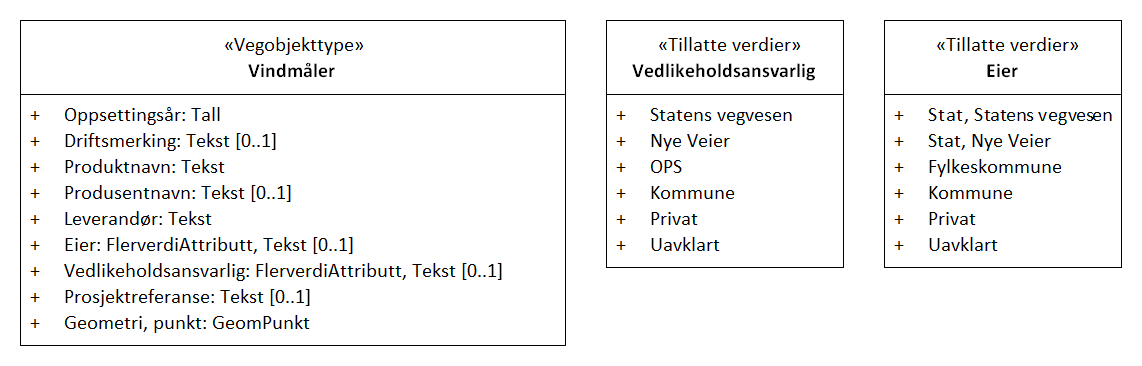 «Vegobjekttype»
Vindmåler
+ Oppsettingsår: Tall
+ Driftsmerking: Tekst [0..1]
+ Produktnavn: Tekst
+ Produsentnavn: Tekst [0..1]
+ Leverandør: Tekst
+ Eier: FlerverdiAttributt, Tekst [0..1]
+ Vedlikeholdsansvarlig: FlerverdiAttributt, Tekst [0..1]
+ Prosjektreferanse: Tekst [0..1]
+ Geometri, punkt: GeomPunkt
«Tillatte verdier»
Vedlikeholdsansvarlig
+ Statens vegvesen
+ Nye Veier
+ OPS
+ Kommune
+ Privat
+ Uavklart
«Tillatte verdier»
Eier
+ Stat, Statens vegvesen
+ Stat, Nye Veier
+ Fylkeskommune
+ Kommune
+ Privat
+ Uavklart